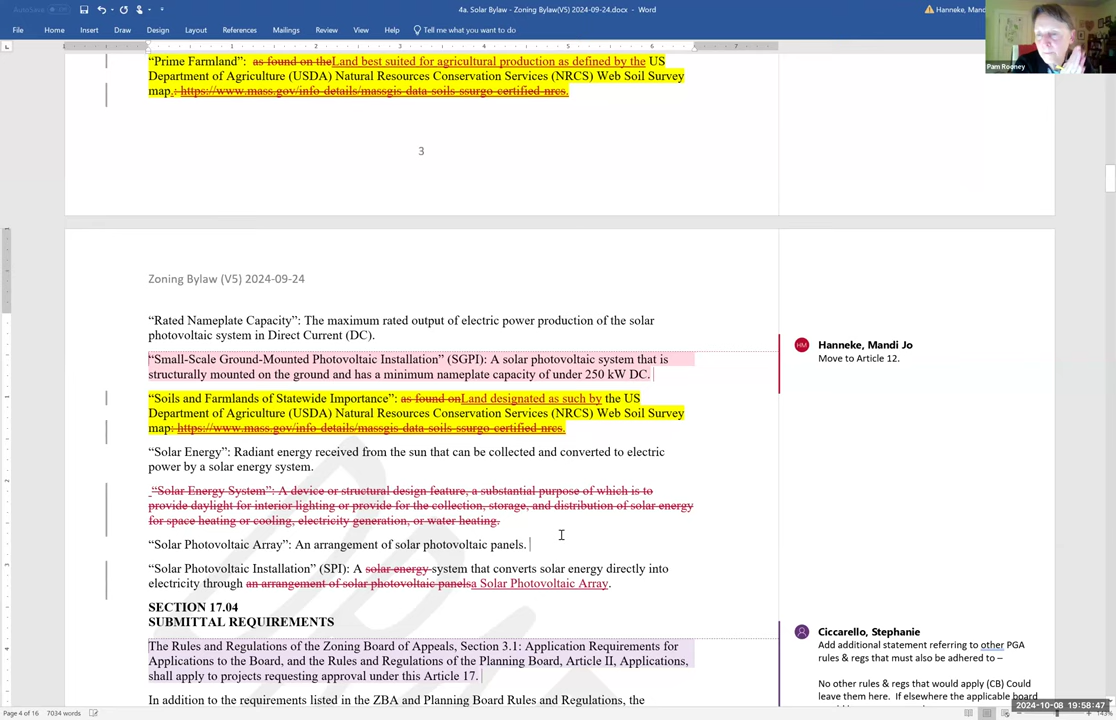 4a. Solar Bylaw - Zoning Bylaw(V5) 2024-09-24.docx - Word
Hanneke, Mand
File Home Insert Draw Design Layout References Mailings Review View Help Tell me what you want to do
Pam Rooney
“Prime Farmland”: as found on theLand best suited for agricultural production as defined by the US
Department of Agriculture (USDA) Natural Resources Conservation Services (NRCS) Web Soil Survey
map.: https://www.mass.gov/info-details/massgis-data-soils-ssurgo-certified-nrcs.
3
Zoning Bylaw (V5) 2024-09-24
“Rated Nameplate Capacity”: The maximum rated output of electric power production of the solar
photovoltaic system in Direct Current (DC).
“Small-Scale Ground-Mounted Photovoltaic Installation” (SGPI): A solar photovoltaic system that is
structurally mounted on the ground and has a minimum nameplate capacity of under 250 kW DC.
HM Hanneke, Mandi Jo
Move to Article 12.
“Soils and Farmlands of Statewide Importance”: as found onLand designated as such by the US
Department of Agriculture (USDA) Natural Resources Conservation Services (NRCS) Web Soil Survey
map: https://www.mass.gov/info-details/massgis-data-soils-ssurgo-certified-nrcs.
“Solar Energy”: Radiant energy received from the sun that can be collected and converted to electric
power by a solar energy system.
“Solar Energy System”: A device or structural design feature, a substantial purpose of which is to
provide daylight for interior lighting or provide for the collection, storage, and distribution of solar energy
for space heating or cooling, electricity generation, or water heating.
“Solar Photovoltaic Array”: An arrangement of solar photovoltaic panels.
“Solar Photovoltaic Installation” (SPI): A solar energy system that converts solar energy directly into
electricity through an arrangement of solar photovoltaic panelsa Solar Photovoltaic Array.
SECTION 17.04
SUBMITTAL REQUIREMENTS
The Rules and Regulations of the Zoning Board of Appeals, Section 3.1: Application Requirements for
Applications to the Board, and the Rules and Regulations of the Planning Board, Article II, Applications,
shall apply to projects requesting approval under this Article 17.
In addition to the requirements listed in the ZBA and Planning Board Rules and Regulations, the
Ciccarello, Stephanie
Add additional statement referring to other PGA
rules & regs that must also be adhered to –
No other rules & regs that would apply (CB) Could
leave them here. If elsewhere the applicable board
2024-10-08 19:58:47
Page 4 of 16 7034 words